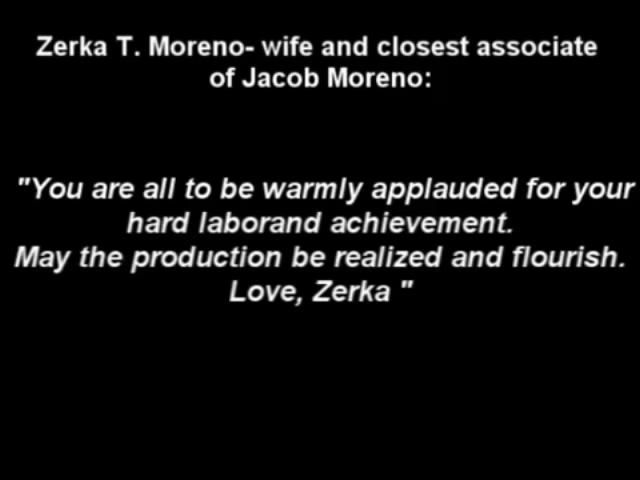 Zerka T. Moreno- wife and closest associate
of Jacob Moreno:
"You are all to be warmly applauded for your
hard laborand achievement.
May the production be realized and flourish.
Love, Zerka "